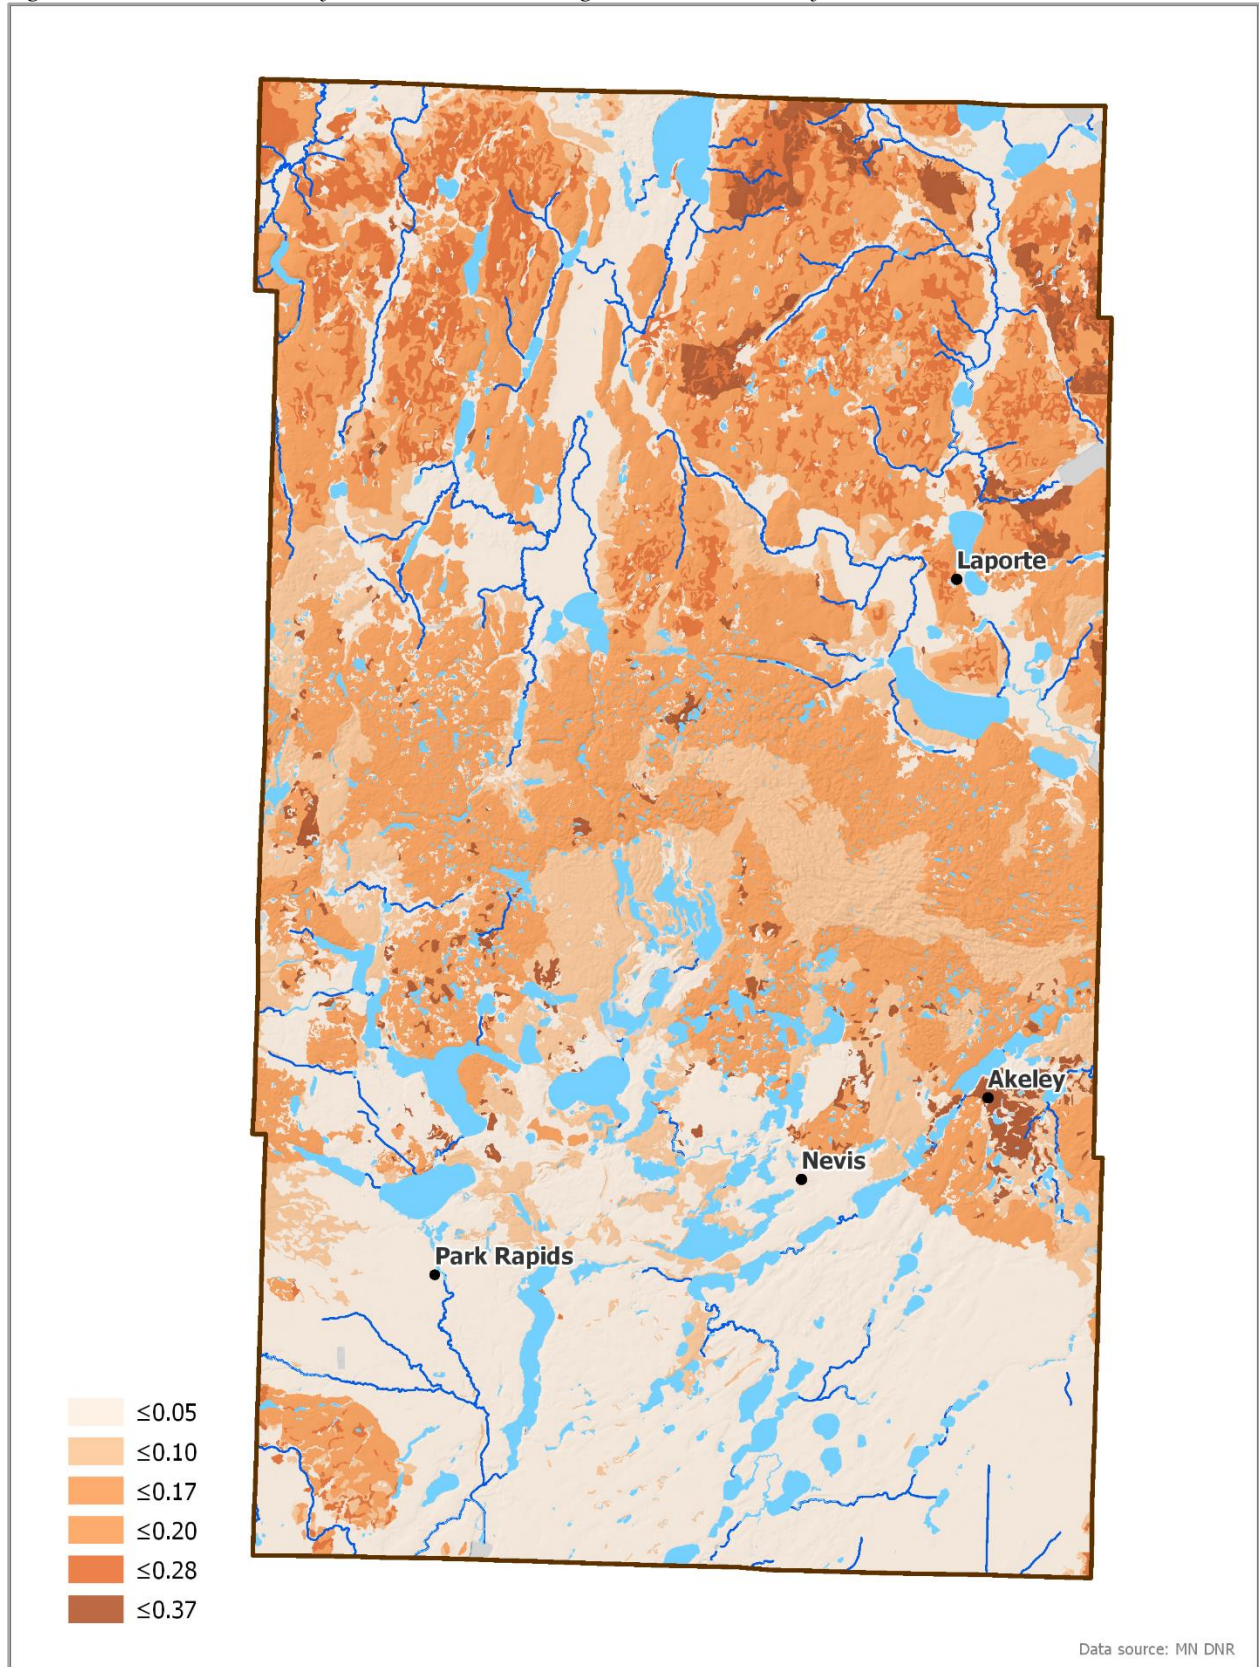 Laporte
Akeley
Nevis
Park Rapids
≤0.05
≤0.10
≤0.17
≤0.20
≤0.28
≤0.37
Data source: MN DNR